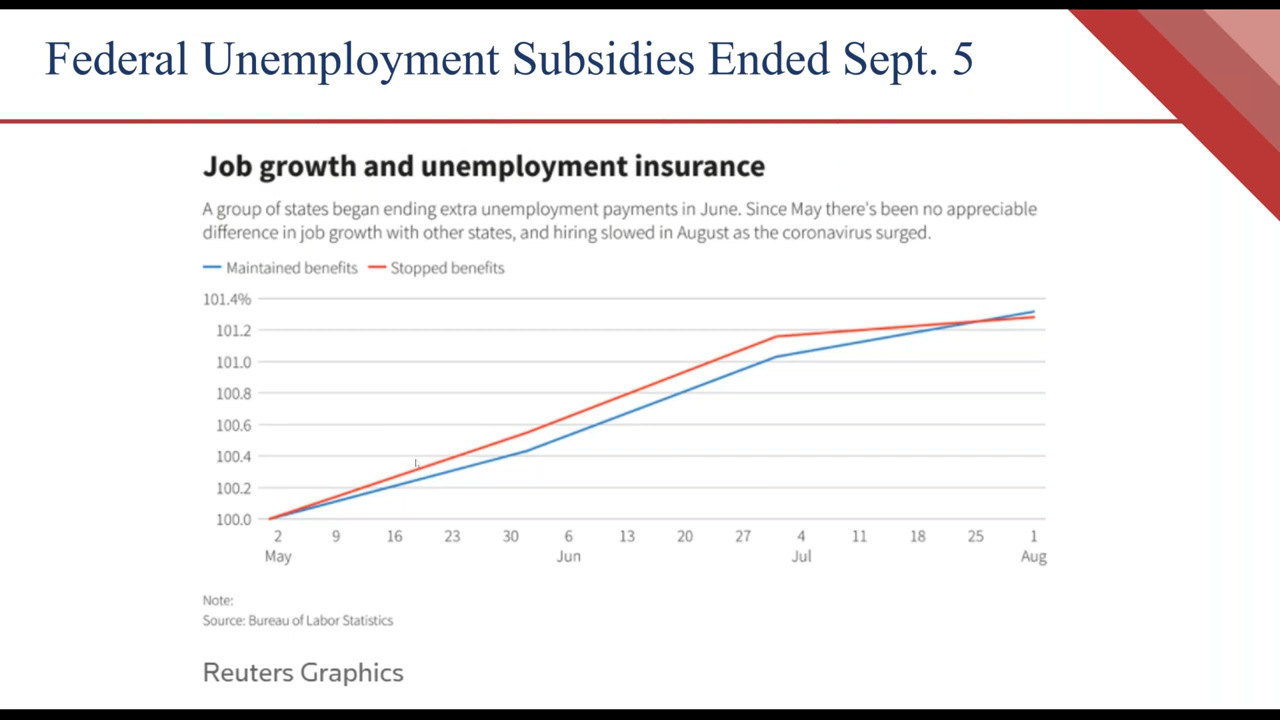 Federal Unemployment Subsidies Ended Sept. 5
Job growth and unemployment insurance
A group of states began ending extra unemployment payments in June. Since May there's been no appreciable
difference in job growth with other states, and hiring slowed in August as the coronavirus surged.
Maintained benefits Stopped benefits
101.4%
101.2
101.0
100.8
100.6
100.4
100.2
100.0
2 9 16 23 30 6 13 20 27 4 11 18 25 1
May Jun Jul Aug
Note:
Source: Bureau of Labor Statistics
Reuters Graphics